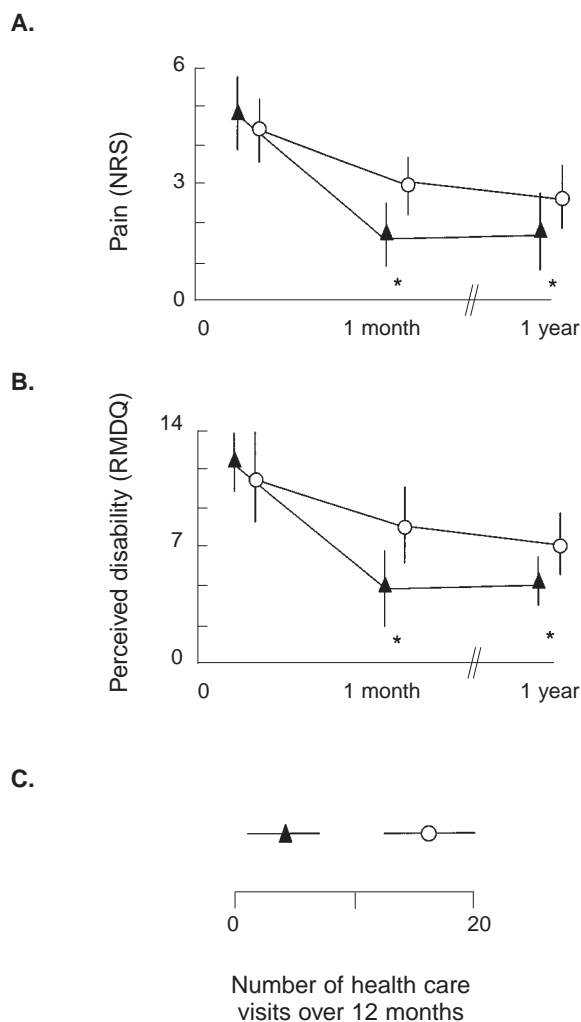 A.
Pain (NRS)
6
3
0
*
*
0
1 month
//
1 year
B.
Perceived disability (RMDQ)
14
7
0
*
*
0
1 month
//
1 year
C.
0
20
Number of health care
visits over 12 months